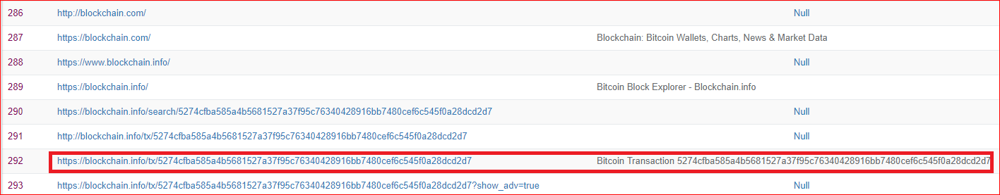 286 http://blockchain.com/ Null
287 https://blockchain.com/ Blockchain: Bitcoin Wallets, Charts, News & Market Data
288 https://www.blockchain.info/ Null
289 https://blockchain.info/ Bitcoin Block Explorer - Blockchain.info
290 https://blockchain.info/search/5274cfba585a4b5681527a37f95c76340428916bb7480cef6c545f0a28dcd2d7 Null
291 http://blockchain.info/tx/5274cfba585a4b5681527a37f95c76340428916bb7480cef6c545f0a28dcd2d7 Null
292 https://blockchain.info/tx/5274cfba585a4b5681527a37f95c76340428916bb7480cef6c545f0a28dcd2d7 Bitcoin Transaction 5274cfba585a4b5681527a37f95c76340428916bb7480cef6c545f0a28dcd2d7
293 https://blockchain.info/tx/5274cfba585a4b5681527a37f95c76340428916bb7480cef6c545f0a28dcd2d7?show_adv=true Null